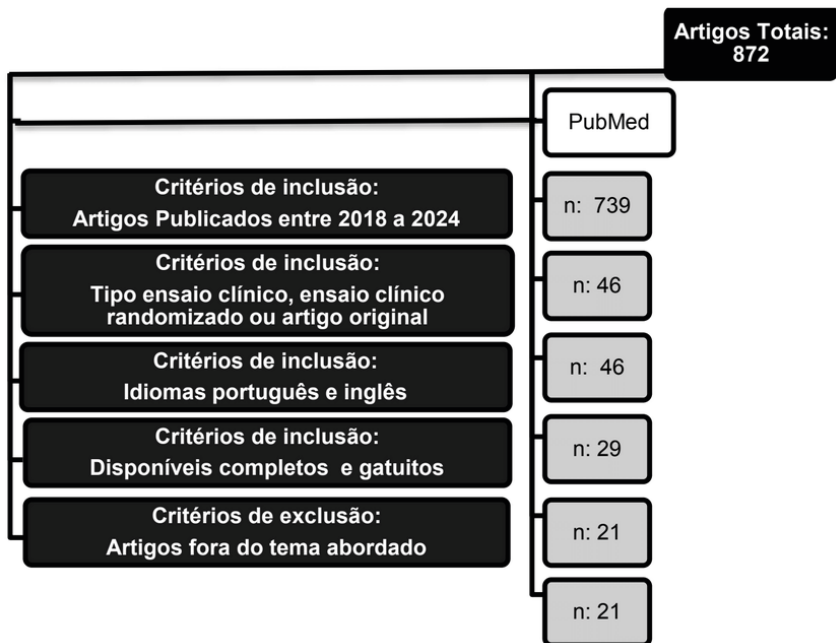 Artigos Totais:
872
PubMed
Critérios de inclusão:
Artigos Publicados entre 2018 a 2024
n: 739
Critérios de inclusão:
Tipo ensaio clínico, ensaio clínico
randomizado ou artigo original
n: 46
Critérios de inclusão:
Idiomas português e inglês
n: 46
Critérios de inclusão:
Disponíveis completos e gatuitos
n: 29
Critérios de exclusão:
Artigos fora do tema abordado
n: 21
n: 21